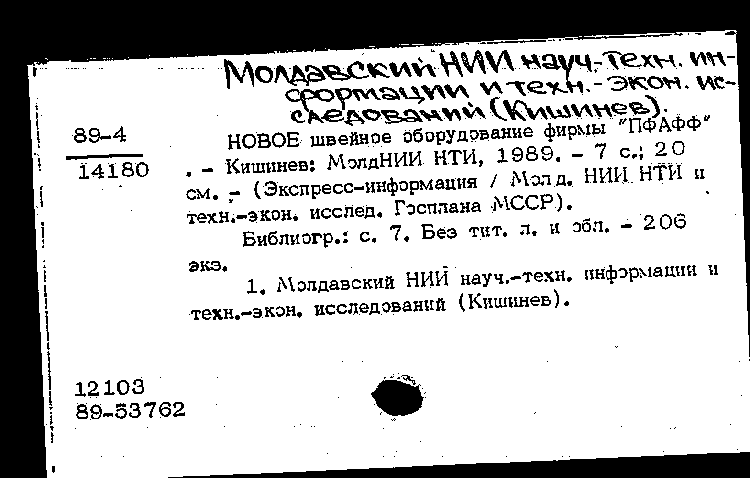 Молдавский НИИ науч.-техн. ин-
формации и техн.-экон. ис-
следований (Кишинев).
89-4
14180
НОВОЕ швейное оборудование фирмы "ПФАФФ"
. - Кишинев: МолдНИИ НТИ, 1989. - 7 с.; 20
см. - (Экспресс-информация / Молд. НИИ НТИ и
техн.-экон. исслед. Госплана МССР).
Библиогр.: с. 7. Без тит. л. и обл. - 206
экз.
1. Молдавский НИИ науч.-техн. информации и
техн.-экон. исследований (Кишинев).
12103
89-53762